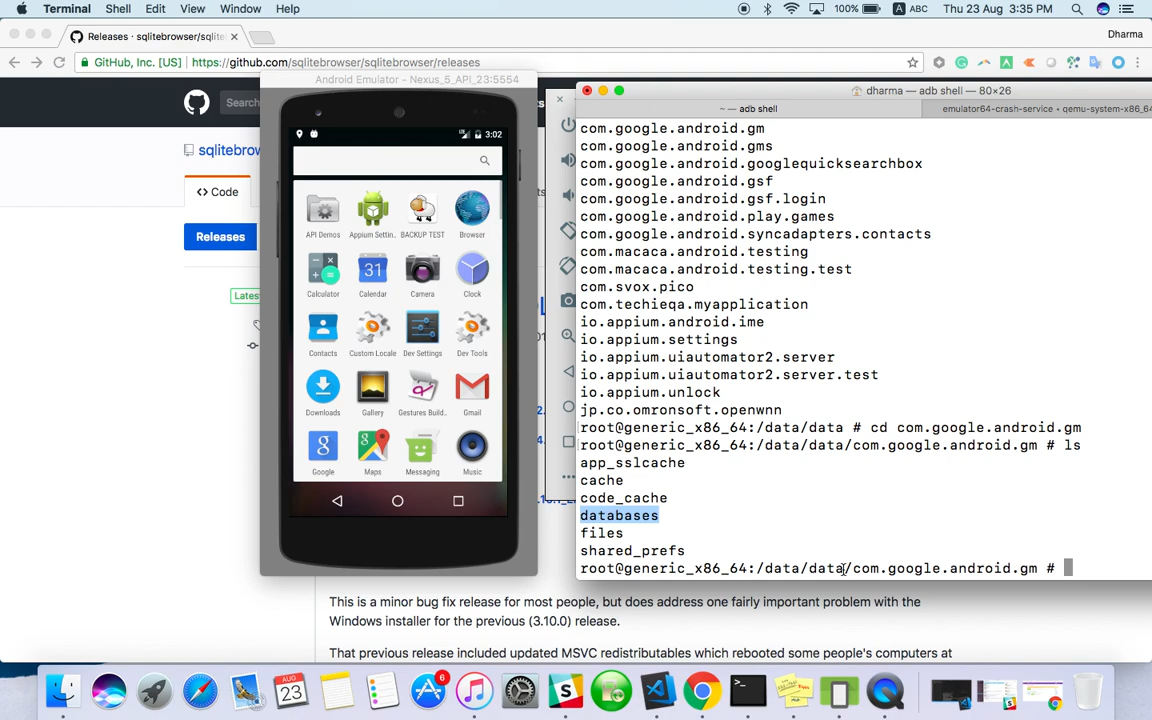 Terminal Shell Edit View Window Help 100% A ABC Thu 23 Aug 3:35 PM
Releases · sqlitebrowser/sqlite
Dharma
GitHub, Inc. [US] https://github.com/sqlitebrowser/sqlitebrowser/releases
Android Emulator - Nexus_5_API_23:5554
Search
sqlitebrow
<> Code
Releases
Latest
3:02
API Demos
Appium Settin..
BACKUP TEST
Browser
31
Calculator
Calendar
Camera
Clock
Contacts
Custom Locale
Dev Settings
Dev Tools
Downloads
Gallery
Gestures Build..
Gmail
Google
Maps
Messaging
Music
dharma — adb shell — 80×26
~ — adb shell
emulator64-crash-service • qemu-system-x86_64
com.google.android.gm
com.google.android.gms
com.google.android.googlequicksearchbox
com.google.android.gsf
com.google.android.gsf.login
com.google.android.play.games
com.google.android.syncadapters.contacts
com.macaca.android.testing
com.macaca.android.testing.test
com.svox.pico
com.techieqa.myapplication
io.appium.android.ime
io.appium.settings
io.appium.uiautomator2.server
io.appium.uiautomator2.server.test
io.appium.unlock
jp.co.omronsoft.openwnn
root@generic_x86_64:/data/data # cd com.google.android.gm
root@generic_x86_64:/data/data/com.google.android.gm # ls
app_sslcache
cache
code_cache
databases
files
shared_prefs
root@generic_x86_64:/data/data/com.google.android.gm #
This is a minor bug fix release for most people, but does address one fairly important problem with the
Windows installer for the previous (3.10.0) release.
That previous release included updated MSVC redistributables which rebooted some people's computers at
AUG
23
6